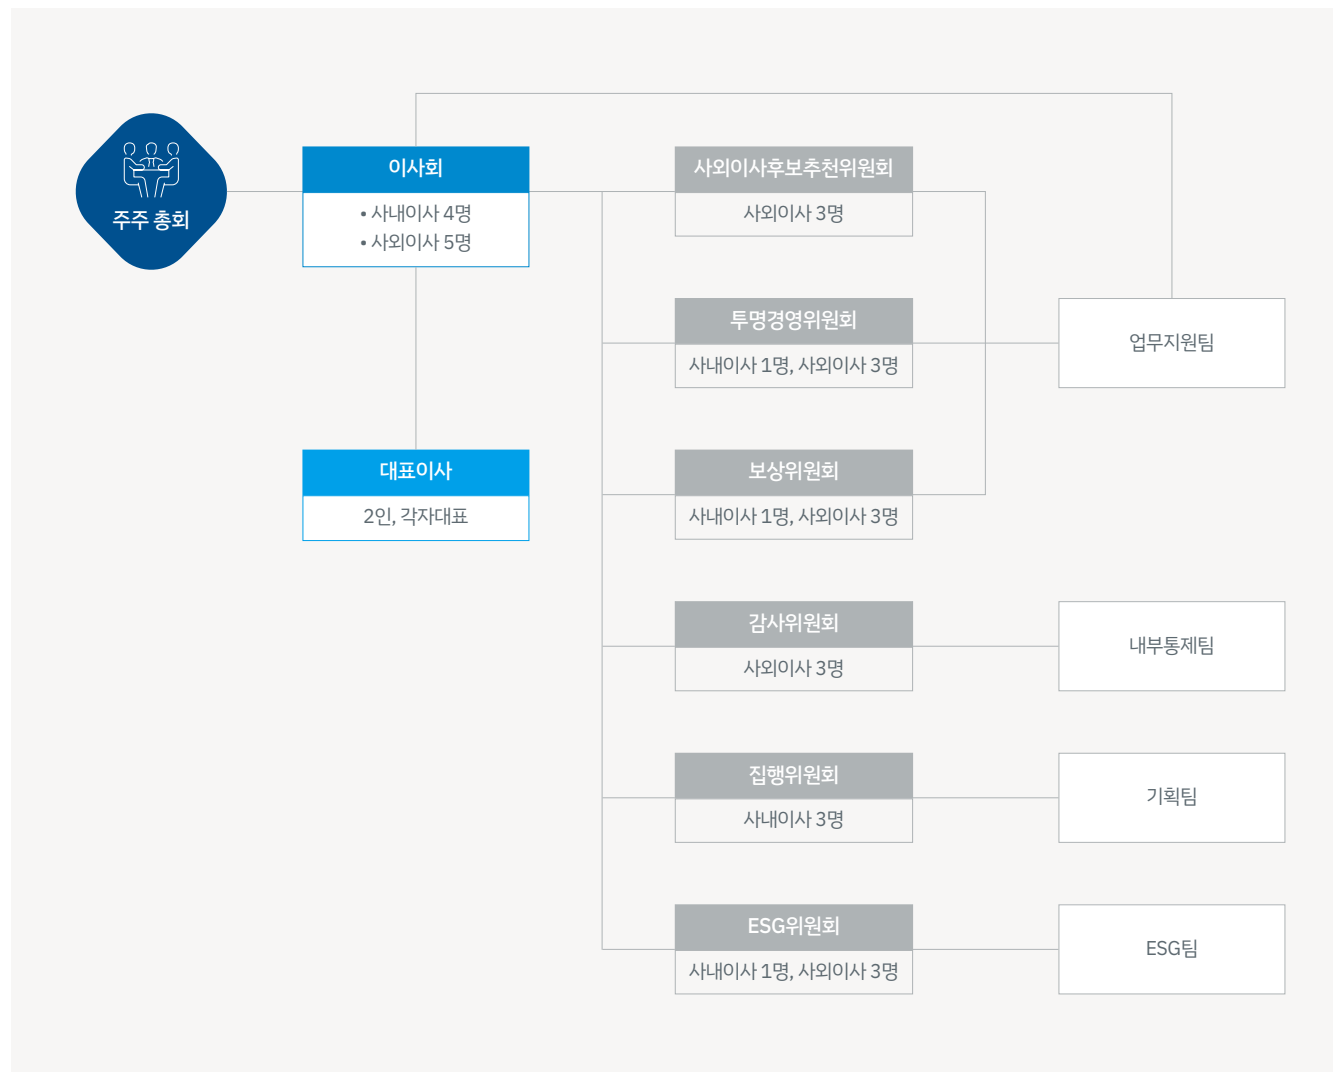 주주 총회
이사회
• 사내이사 4명
• 사외이사 5명
대표이사
2인, 각자대표
사외이사후보추천위원회
사외이사 3명
투명경영위원회
사내이사 1명, 사외이사 3명
보상위원회
사내이사 1명, 사외이사 3명
감사위원회
사외이사 3명
집행위원회
사내이사 3명
ESG위원회
사내이사 1명, 사외이사 3명
업무지원팀
내부통제팀
기획팀
ESG팀